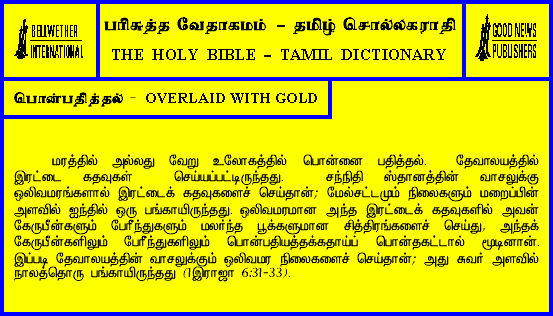 BELLWETHER
INTERNATIONAL
பரிசுத்த வேதாகமம் – தமிழ் சொல்லகராதி
THE HOLY BIBLE – TAMIL DICTIONARY
GOOD NEWS
PUBLISHERS
பொன்பதித்தல் - OVERLAID WITH GOLD
மரத்தில் அல்லது வேறு உலோகத்தில் பொன்னை பதித்தல். தேவாலயத்தில்
இரட்டை கதவுகள் செய்யப்பட்டிருந்தது. சந்நிதி ஸ்தானத்தின் வாசலுக்கு
ஒலிவமரங்களால் இரட்டைக் கதவுகளைச் செய்தான்; மேல்சட்டமும் நிலைகளும் மறைப்பின்
அளவில் ஐந்தில் ஒரு பங்காயிருந்தது. ஒலிவமரமான அந்த இரட்டைக் கதவுகளில் அவன்
கேருபீன்களும் பேரீந்துகளும் மலர்ந்த பூக்களுமான சித்திரங்களைச் செய்து, அந்தக்
கேருபீன்களிலும் பேரீந்துகளிலும் பொன்பதியத்தக்கதாய்ப் பொன்தகட்டால் மூடினான்.
இப்படி தேவாலயத்தின் வாசலுக்கும் ஒலிவமர நிலைகளைச் செய்தான்; அது சுவர் அளவில்
நாலத்தொரு பங்காயிருந்தது (1இராஜா 6:31-33).